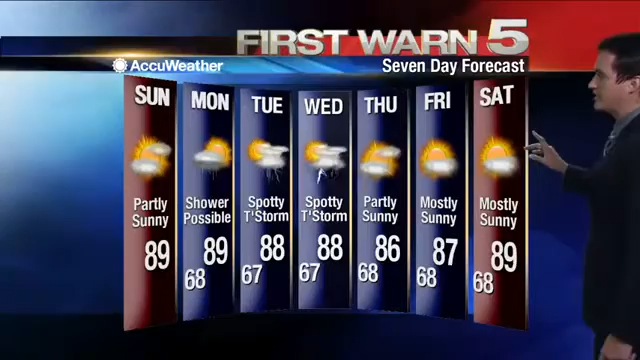 FIRST WARN 5
AccuWeather
Seven Day Forecast
SUN MON TUE WED THU FRI SAT
Partly Sunny
Shower Possible
Spotty T'Storm
Spotty T'Storm
Partly Sunny
Mostly Sunny
Mostly Sunny
89 89 88 88 86 87 89
68 67 67 68 68 68